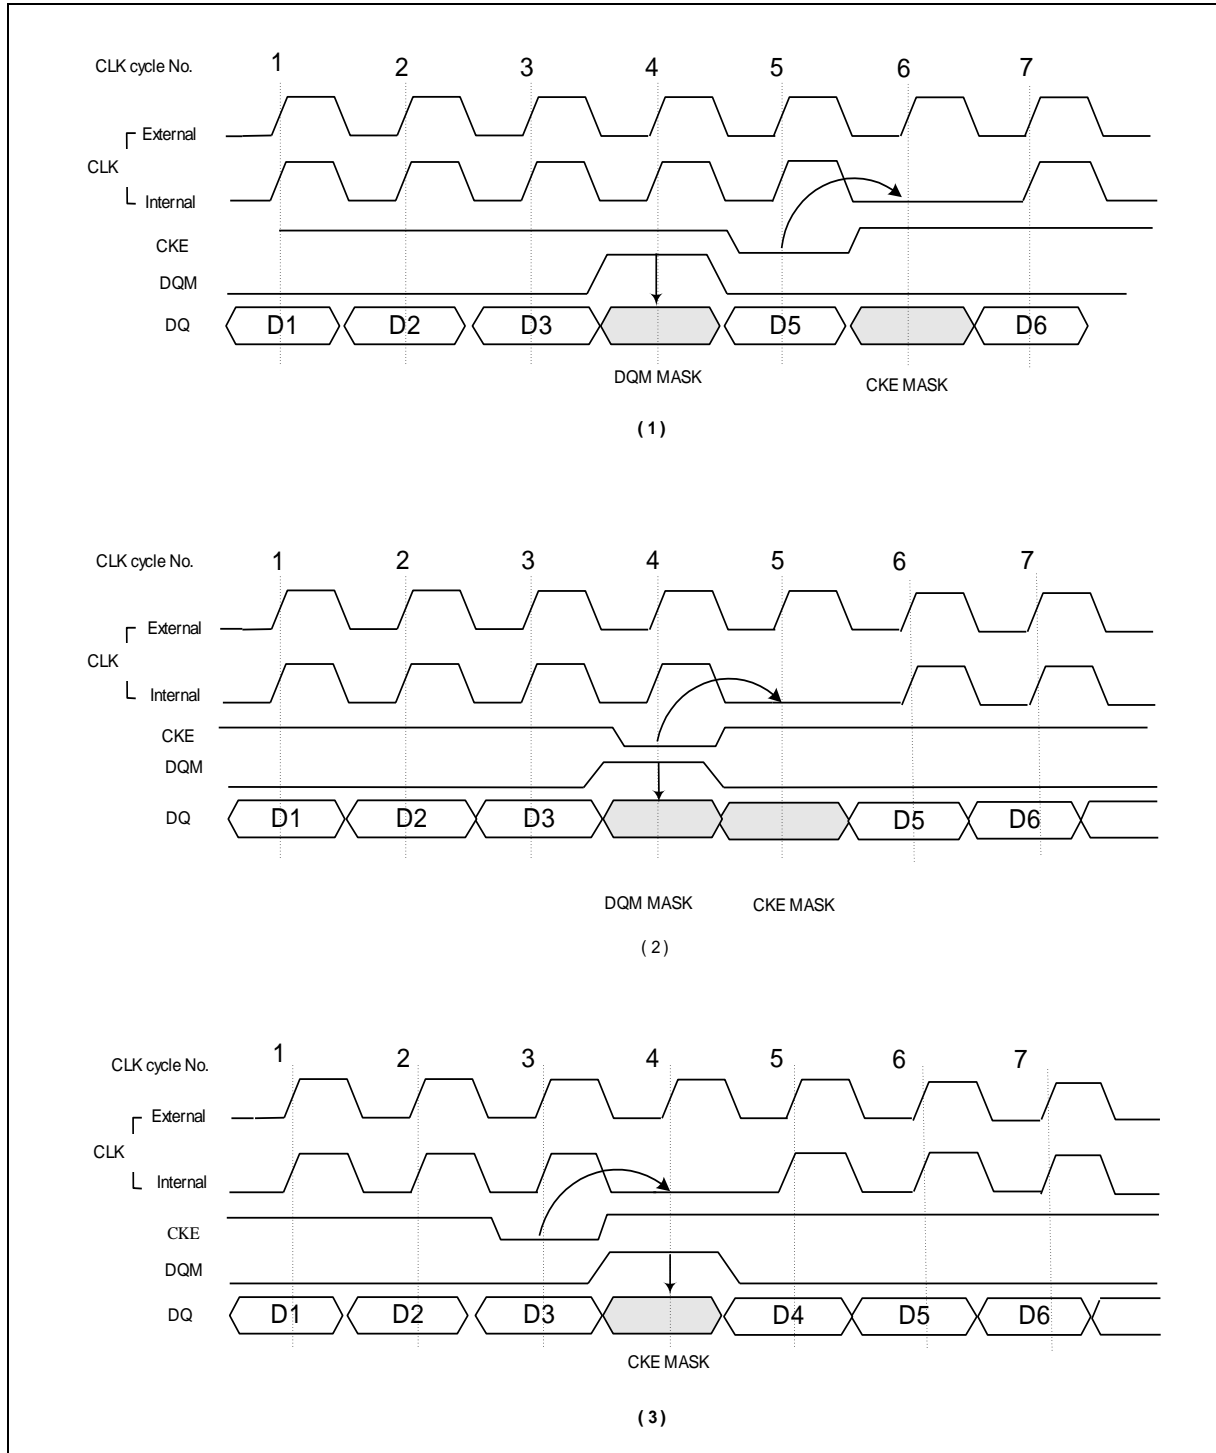 CLK cycle No. 1 2 3 4 5 6 7
External
CLK
Internal
CKE
DQM
DQ D1 D2 D3 D5 D6
DQM MASK CKE MASK
( 1 )
CLK cycle No. 1 2 3 4 5 6 7
External
CLK
Internal
CKE
DQM
DQ D1 D2 D3 D5 D6
DQM MASK CKE MASK
( 2 )
CLK cycle No. 1 2 3 4 5 6 7
External
CLK
Internal
CKE
DQM
DQ D1 D2 D3 D4 D5 D6
CKE MASK
( 3 )